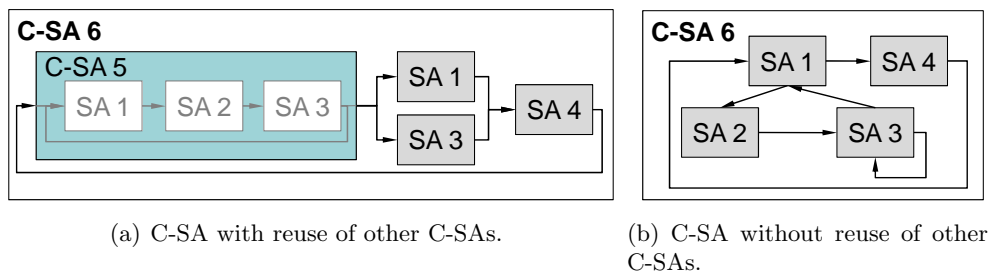 C-SA 6
C-SA 5
SA 1
SA 2
SA 3
SA 1
SA 3
SA 4
(a) C-SA with reuse of other C-SAs.
C-SA 6
SA 1
SA 4
SA 2
SA 3
(b) C-SA without reuse of other
C-SAs.